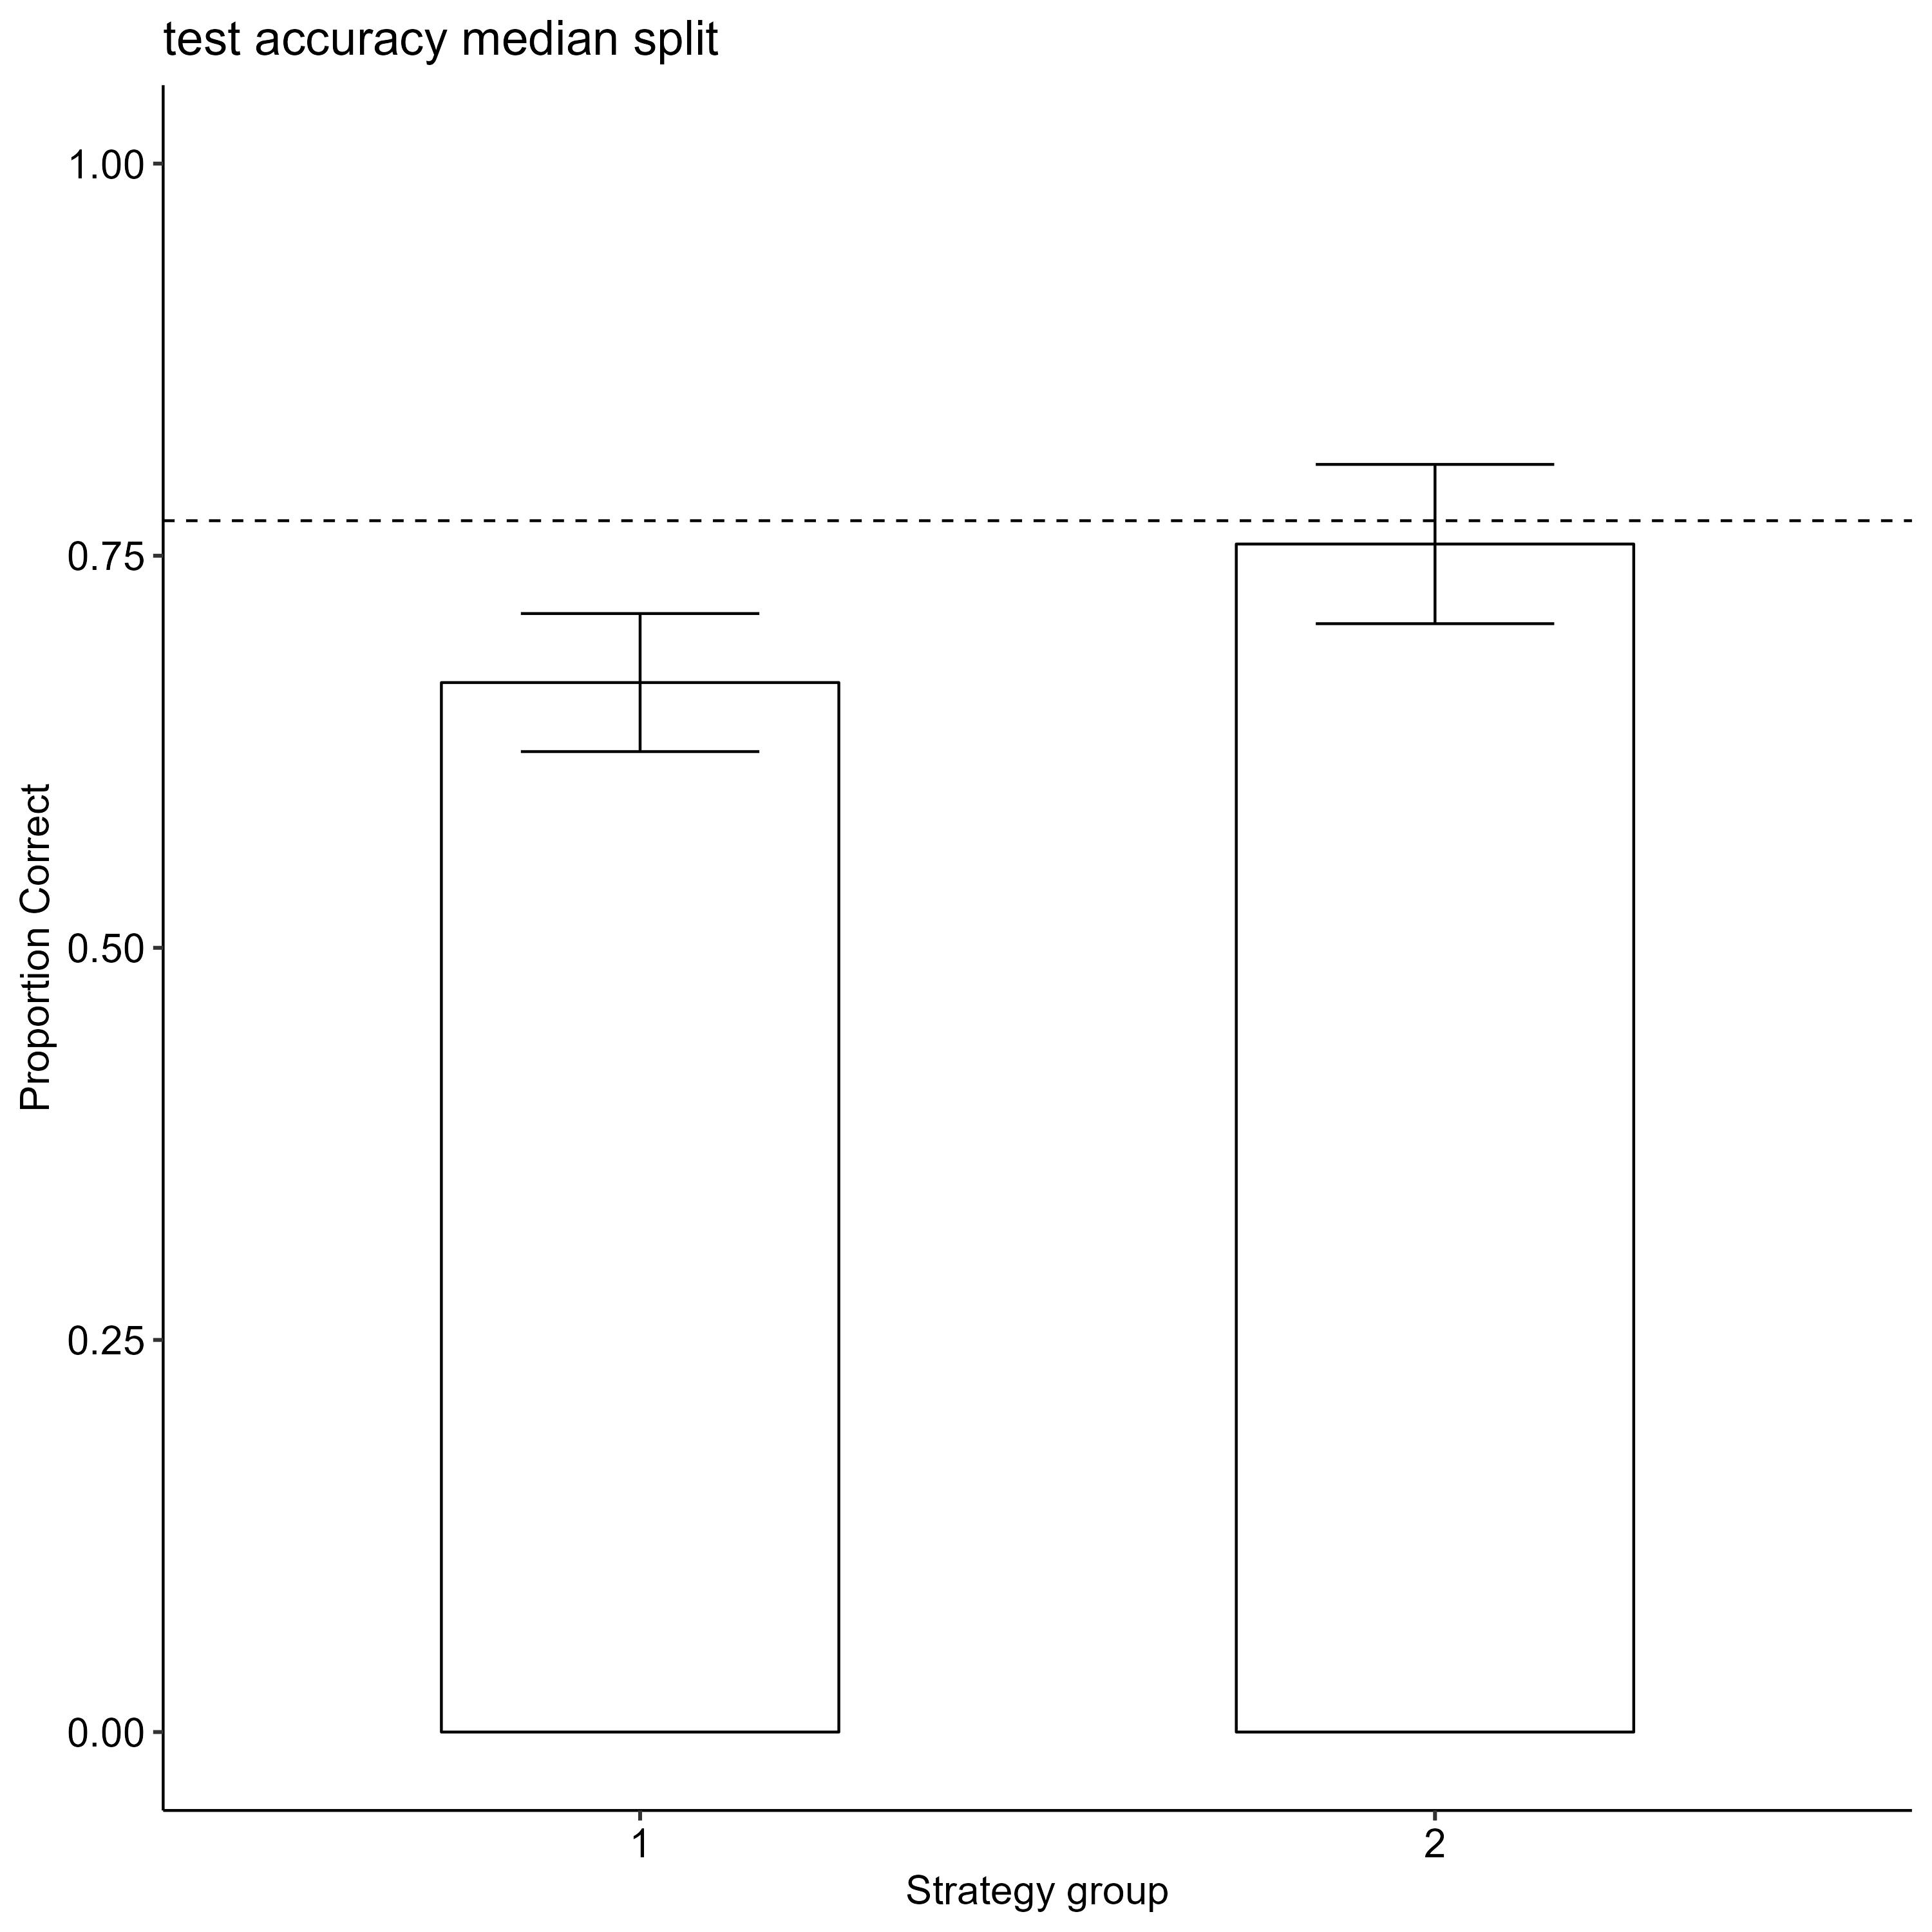 test accuracy median split
1.00
0.75
0.50
0.25
0.00
Proportion Correct
1
2
Strategy group